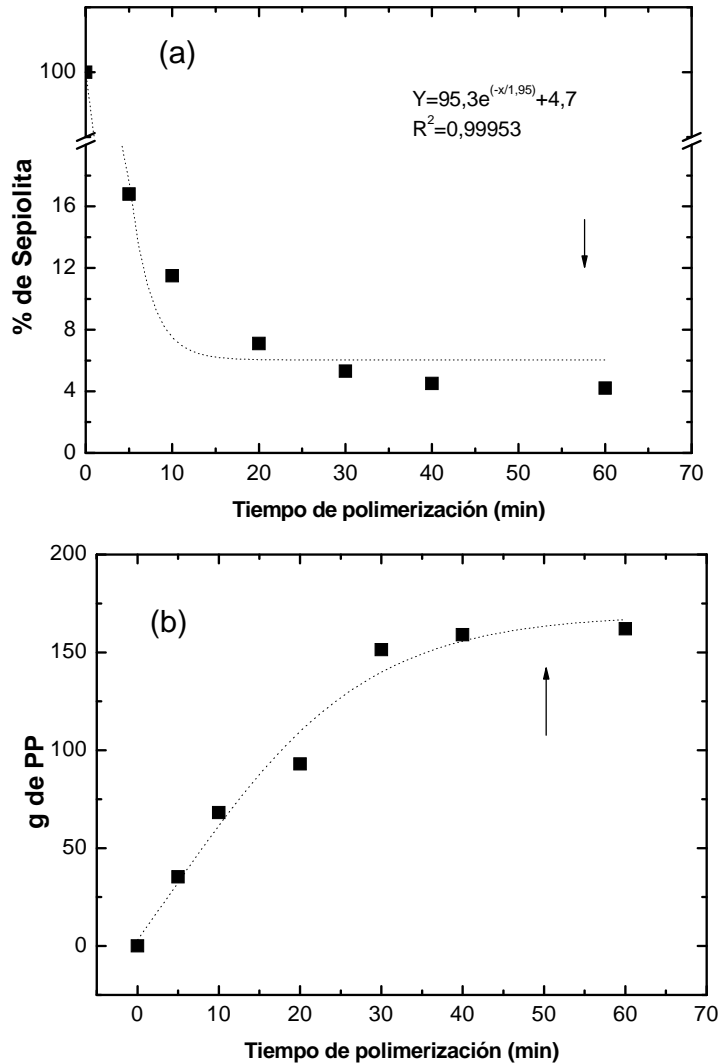 (a)
Y=95,3e^(-x/1,95)+4,7
R²=0,99953
% de Sepiolita
100
16
12
8
4
0
0 10 20 30 40 50 60 70
Tiempo de polimerización (min)
(b)
g de PP
200
150
100
50
0
0 10 20 30 40 50 60 70
Tiempo de polimerización (min)